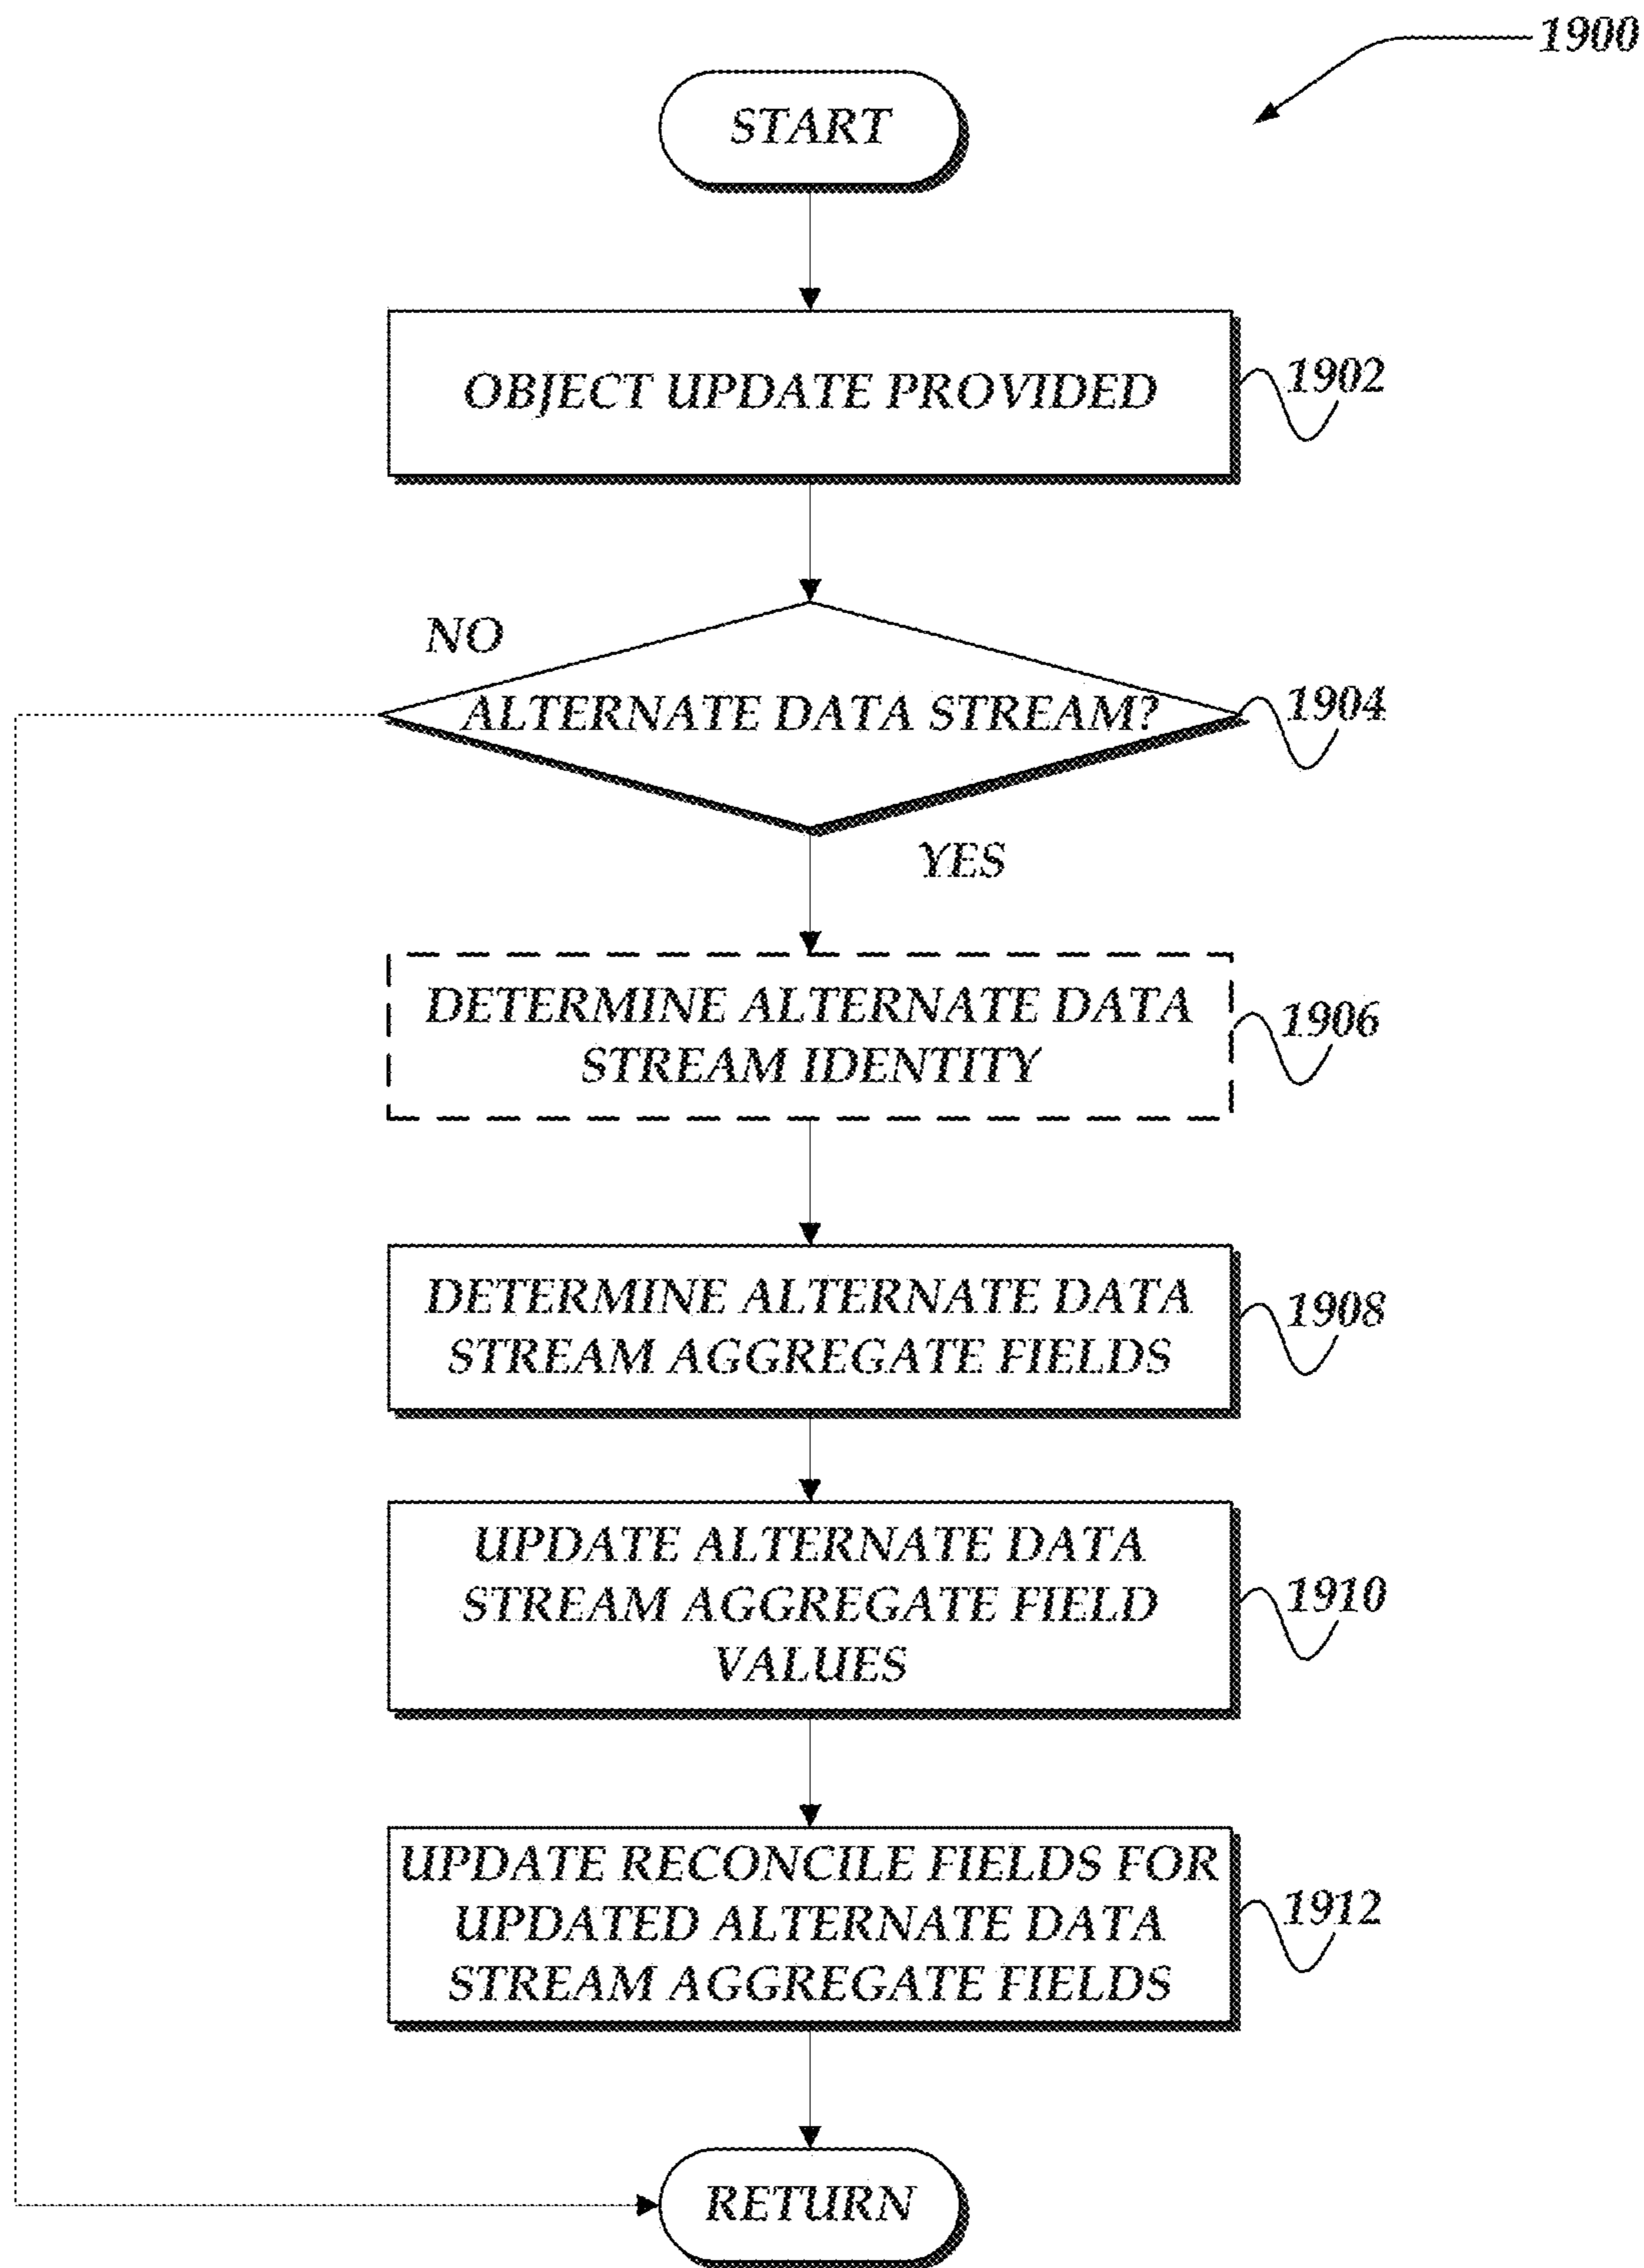 1900
START
OBJECT UPDATE PROVIDED
1902
NO
ALTERNATE DATA STREAM?
1904
YES
DETERMINE ALTERNATE DATA
STREAM IDENTITY
1906
DETERMINE ALTERNATE DATA
STREAM AGGREGATE FIELDS
1908
UPDATE ALTERNATE DATA
STREAM AGGREGATE FIELD
VALUES
1910
UPDATE RECONCILE FIELDS FOR
UPDATED ALTERNATE DATA
STREAM AGGREGATE FIELDS
1912
RETURN